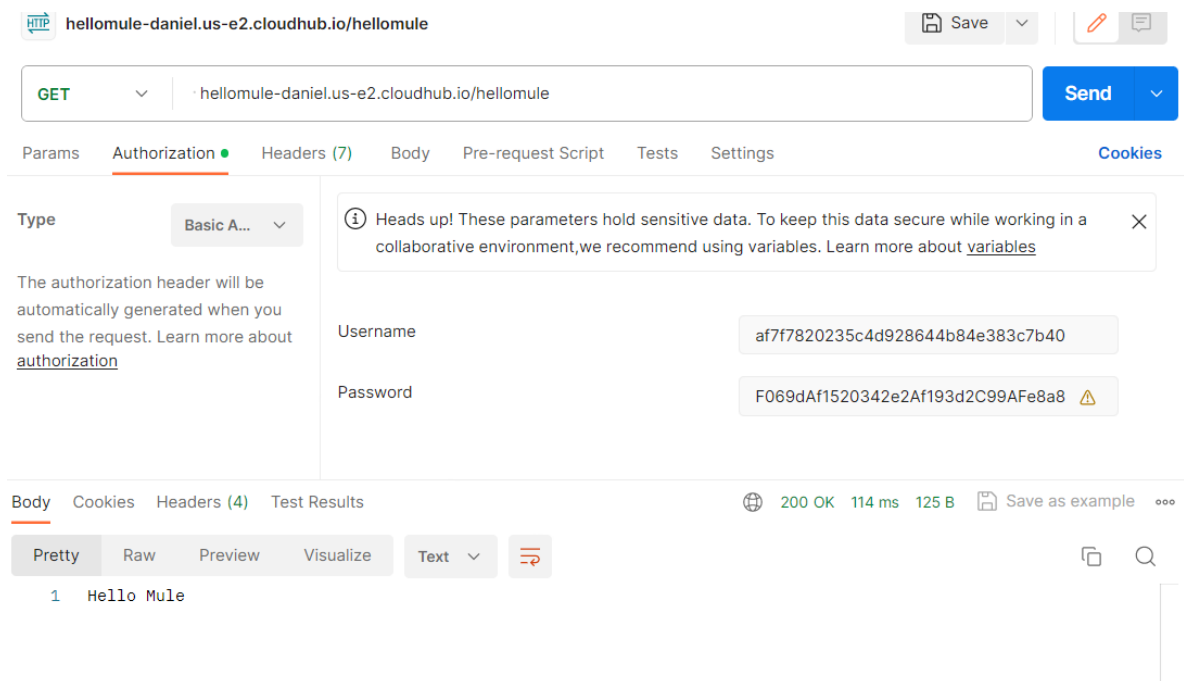 HTTP hellomule-daniel.us-e2.cloudhub.io/hellomule Save
GET hellomule-daniel.us-e2.cloudhub.io/hellomule Send
Params Authorization Headers (7) Body Pre-request Script Tests Settings Cookies
Type Basic A...
The authorization header will be
automatically generated when you
send the request. Learn more about
authorization
Heads up! These parameters hold sensitive data. To keep this data secure while working in a
collaborative environment,we recommend using variables. Learn more about variables
Username af7f7820235c4d928644b84e383c7b40
Password F069dAf1520342e2Af193d2C99AFe8a8
Body Cookies Headers (4) Test Results 200 OK 114 ms 125 B Save as example
Pretty Raw Preview Visualize Text
1 Hello Mule